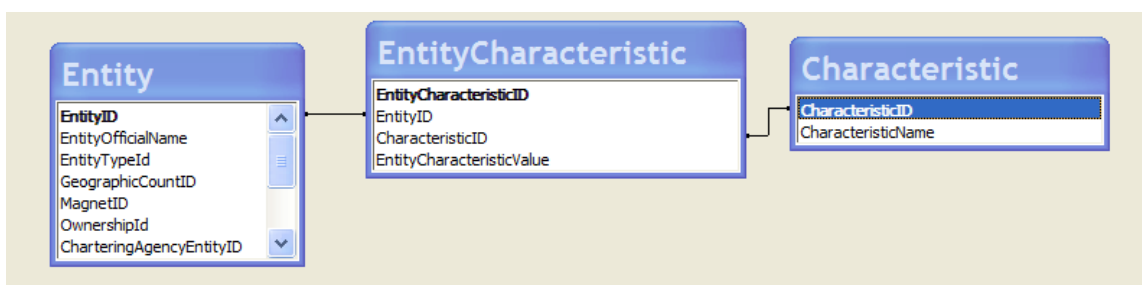 Entity
EntityID
EntityOfficialName
EntityTypeId
GeographicCountID
MagnetID
OwnershipId
CharteringAgencyEntityID
EntityCharacteristic
EntityCharacteristicID
EntityID
CharacteristicID
EntityCharacteristicValue
Characteristic
CharacteristicID
CharacteristicName